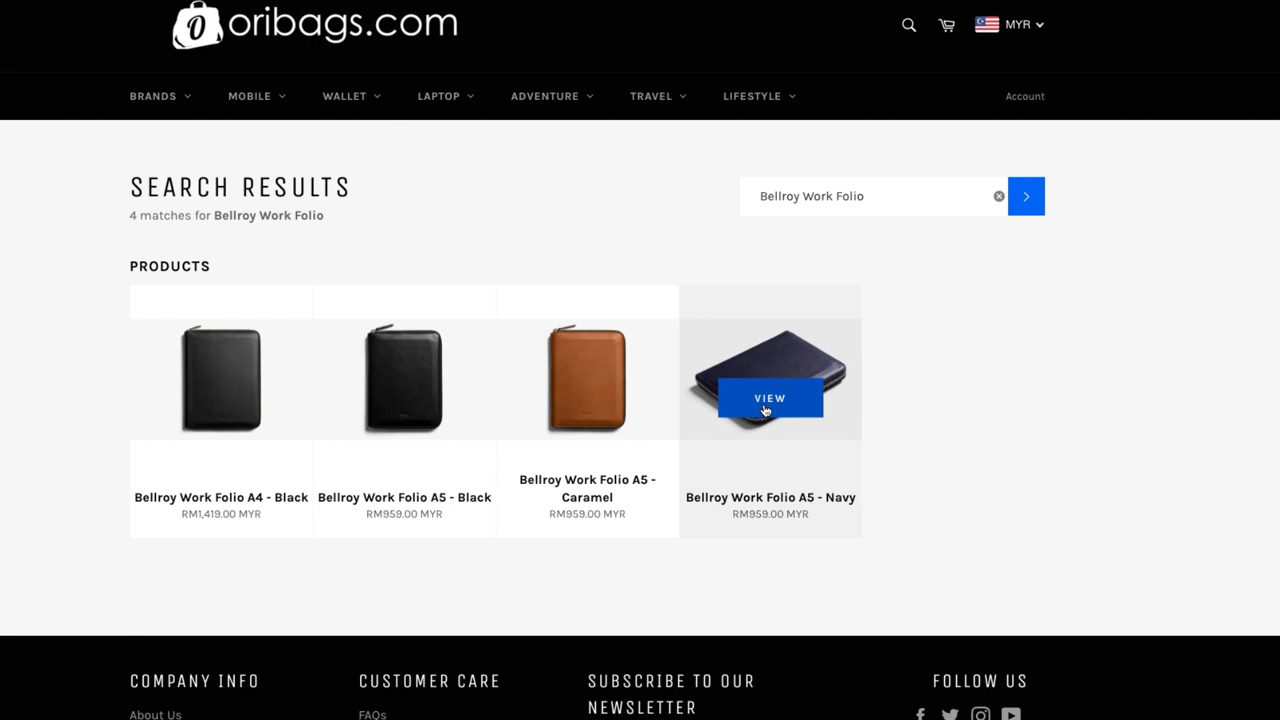 oribags.com
MYR
BRANDS MOBILE WALLET LAPTOP ADVENTURE TRAVEL LIFESTYLE Account
SEARCH RESULTS
4 matches for Bellroy Work Folio
Bellroy Work Folio
PRODUCTS
VIEW
Bellroy Work Folio A4 - Black
RM1,419.00 MYR
Bellroy Work Folio A5 - Black
RM959.00 MYR
Bellroy Work Folio A5 -
Caramel
RM959.00 MYR
Bellroy Work Folio A5 - Navy
RM959.00 MYR
COMPANY INFO
About Us
CUSTOMER CARE
FAQs
SUBSCRIBE TO OUR
NEWSLETTER
FOLLOW US